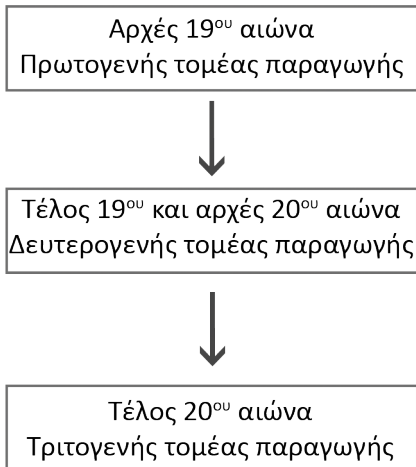 Αρχές 19ου αιώνα
Πρωτογενής τομέας παραγωγής
Τέλος 19ου και αρχές 20ου αιώνα
Δευτερογενής τομέας παραγωγής
Τέλος 20ου αιώνα
Τριτογενής τομέας παραγωγής